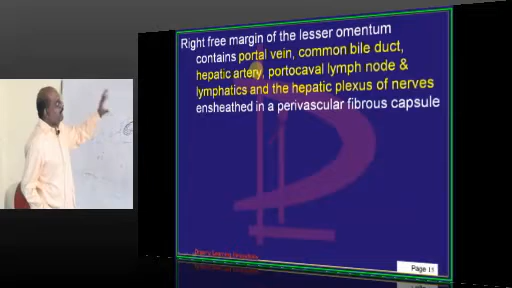 Right free margin of the lesser omentum
contains portal vein, common bile duct,
hepatic artery, portocaval lymph node &
lymphatics and the hepatic plexus of nerves
ensheathed in a perivascular fibrous capsule
Page 11